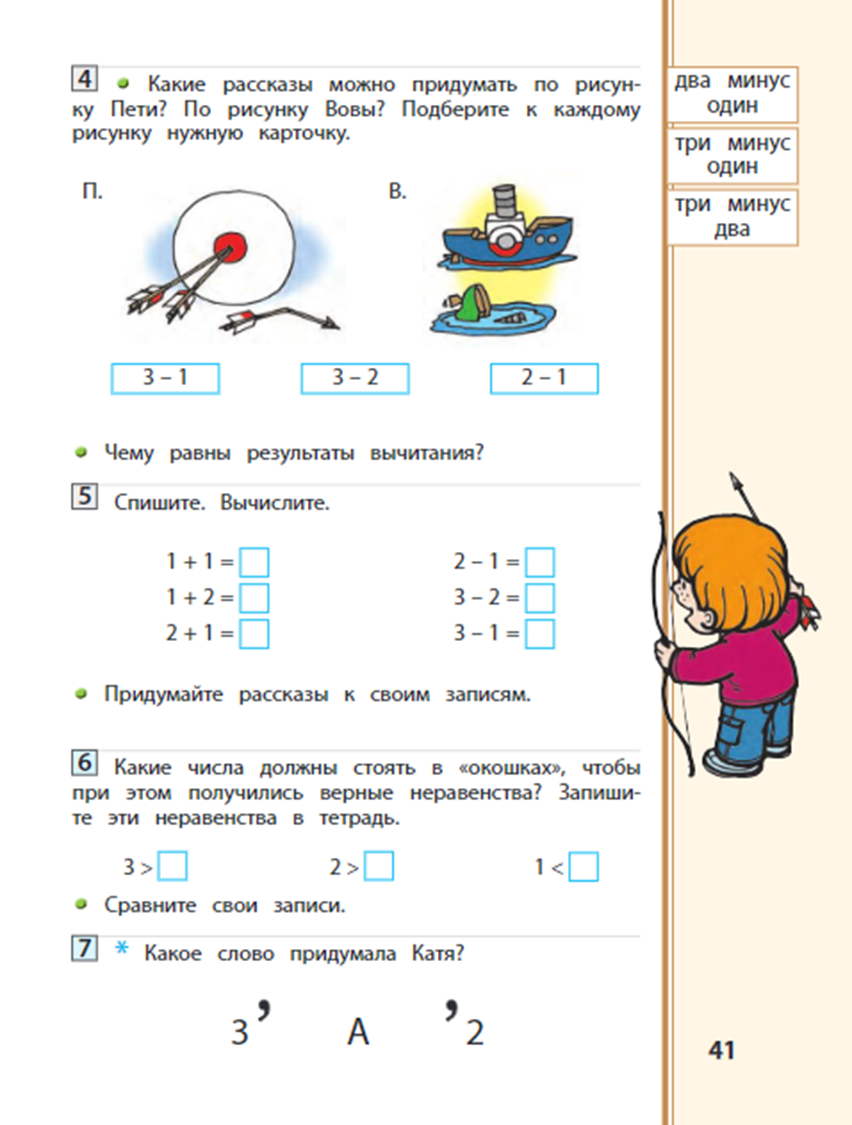 4 Какие рассказы можно придумать по рисун-
ку Пети? По рисунку Вовы? Подберите к каждому
рисунку нужную карточку.
П. В.
3 – 1 3 – 2 2 – 1
Чему равны результаты вычитания?
5 Спишите. Вычислите.
1 + 1 = 2 – 1 =
1 + 2 = 3 – 2 =
2 + 1 = 3 – 1 =
Придумайте рассказы к своим записям.
6 Какие числа должны стоять в «окошках», чтобы
при этом получились верные неравенства? Запиши-
те эти неравенства в тетрадь.
3 > 2 > 1 <
Сравните свои записи.
7 * Какое слово придумала Катя?
3 , А , 2
два минус
один
три минус
один
три минус
два
41